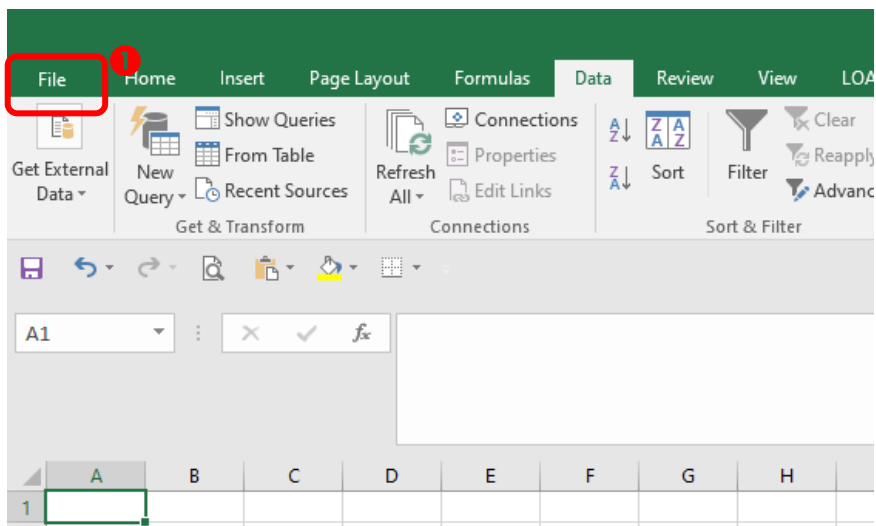 1
File Home Insert Page Layout Formulas Data Review View LOA
Get External
Data
New
Query
Show Queries
From Table
Recent Sources
Get & Transform
Refresh
All
Connections
Properties
Edit Links
Connections
A
Z
Z
A
Z A
A Z
Sort
Filter
Clear
Reapply
Advanc
Sort & Filter
A1
fx
A B C D E F G H
1